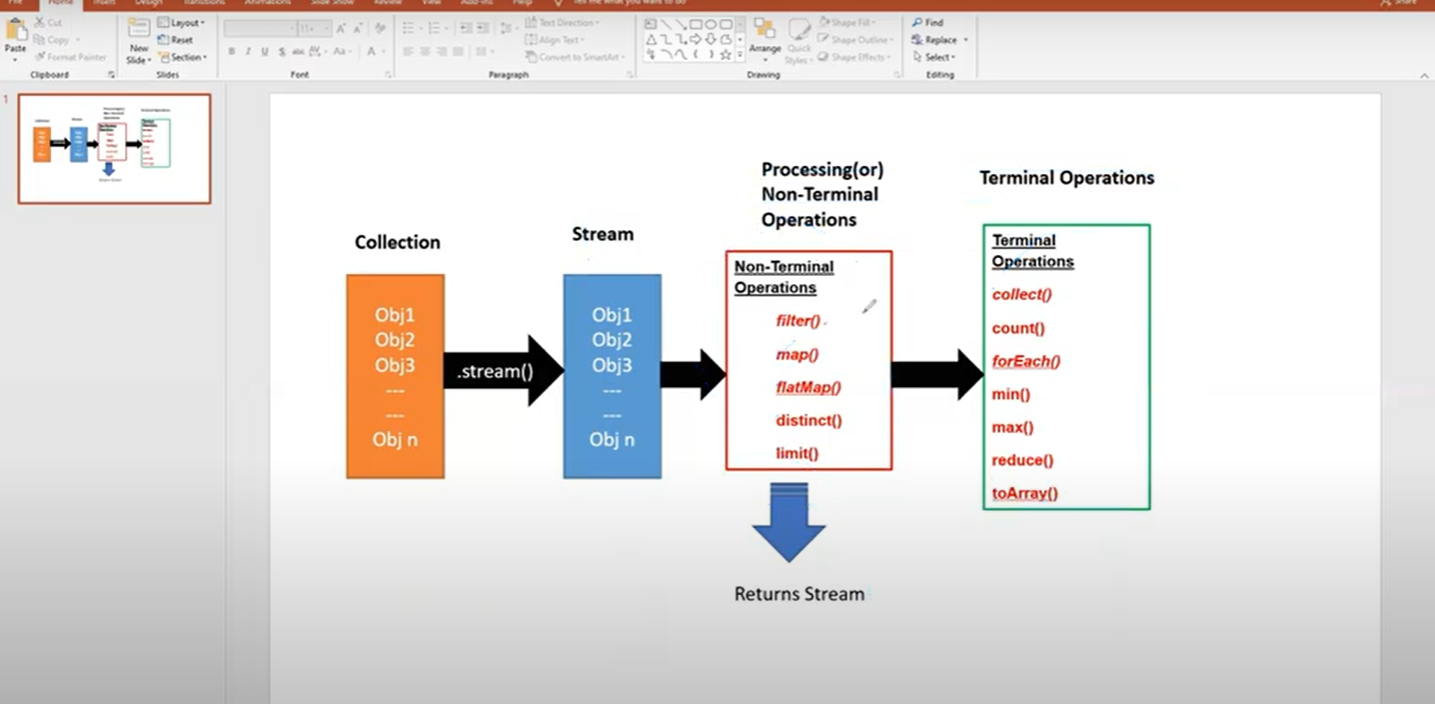 File
Home
Insert
Design
Transitions
Animations
Slide Show
Review
View
Add-ins
Help
Tell me what you want to do
Share
Paste
Cut
Copy
Format Painter
Clipboard
New
Slide
Layout
Reset
Section
Slides
11
B I U S abc AV Aa A
Font
Text Direction
Align Text
Convert to SmartArt
Paragraph
Arrange
Quick
Styles
Shape Fill
Shape Outline
Shape Effects
Drawing
Find
Replace
Select
Editing
1
Collection
Obj1
Obj2
Obj3
---
---
Obj n
.stream()
Stream
Obj1
Obj2
Obj3
---
---
Obj n
Processing(or)
Non-Terminal
Operations
Non-Terminal
Operations
filter()
map()
flatMap()
distinct()
limit()
Returns Stream
Terminal Operations
Terminal
Operations
collect()
count()
forEach()
min()
max()
reduce()
toArray()